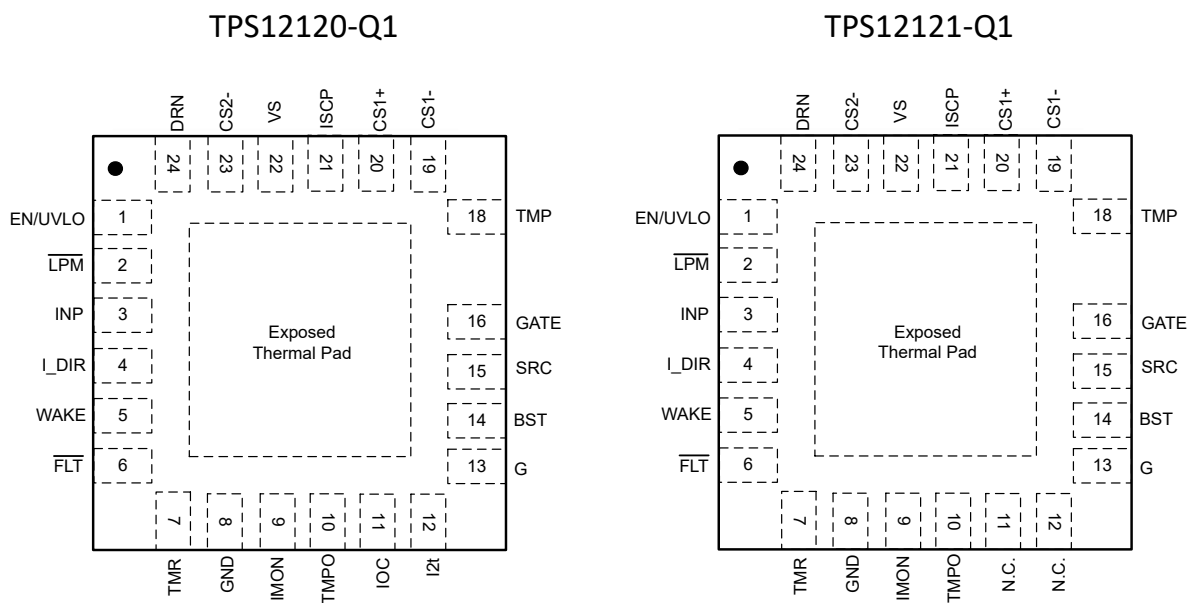 TPS12120-Q1
DRN
CS2-
VS
ISCP
CS1+
CS1-
24
23
22
21
20
19
EN/UVLO 1
LPM 2
INP 3
I_DIR 4
WAKE 5
FLT 6
18 TMP
16 GATE
15 SRC
14 BST
13 G
Exposed
Thermal Pad
7
8
9
10
11
12
TMR
GND
IMON
TMPO
IOC
I2t
TPS12121-Q1
DRN
CS2-
VS
ISCP
CS1+
CS1-
24
23
22
21
20
19
EN/UVLO 1
LPM 2
INP 3
I_DIR 4
WAKE 5
FLT 6
18 TMP
16 GATE
15 SRC
14 BST
13 G
Exposed
Thermal Pad
7
8
9
10
11
12
TMR
GND
IMON
TMPO
N.C.
N.C.